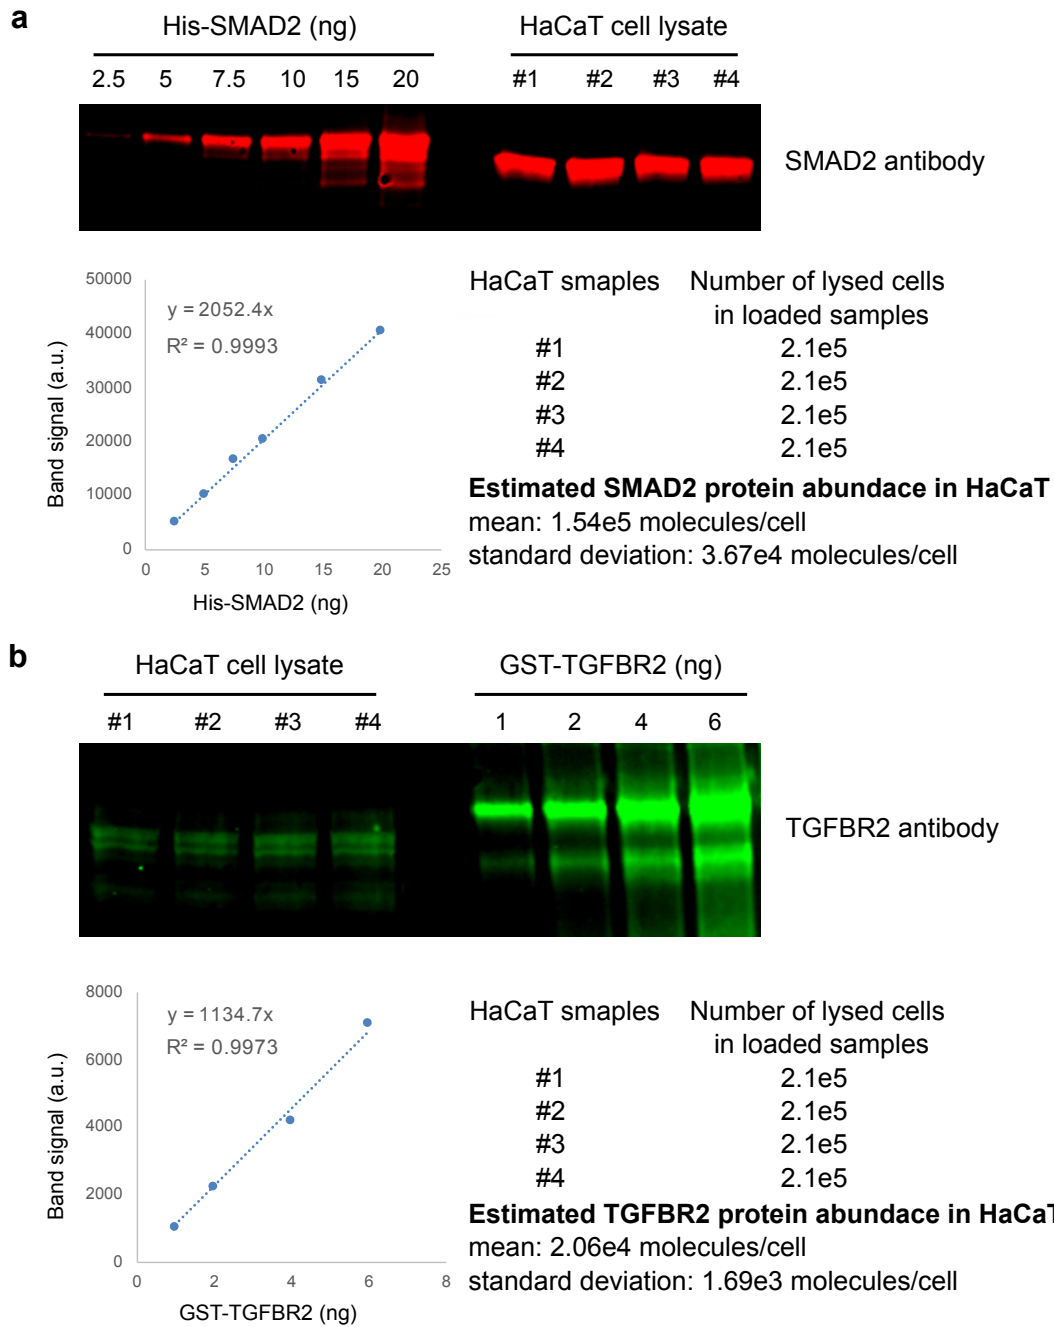 a
His-SMAD2 (ng)
HaCaT cell lysate
2.5 5 7.5 10 15 20 #1 #2 #3 #4
SMAD2 antibody
50000
40000
30000
20000
10000
0
Band signal (a.u.)
y = 2052.4x
R² = 0.9993
0 5 10 15 20 25
His-SMAD2 (ng)
HaCaT smaples Number of lysed cells
in loaded samples
#1 2.1e5
#2 2.1e5
#3 2.1e5
#4 2.1e5
Estimated SMAD2 protein abundace in HaCaT
mean: 1.54e5 molecules/cell
standard deviation: 3.67e4 molecules/cell
b
HaCaT cell lysate
GST-TGFBR2 (ng)
#1 #2 #3 #4 1 2 4 6
TGFBR2 antibody
8000
6000
4000
2000
0
Band signal (a.u.)
y = 1134.7x
R² = 0.9973
0 2 4 6 8
GST-TGFBR2 (ng)
HaCaT smaples Number of lysed cells
in loaded samples
#1 2.1e5
#2 2.1e5
#3 2.1e5
#4 2.1e5
Estimated TGFBR2 protein abundace in HaCaT
mean: 2.06e4 molecules/cell
standard deviation: 1.69e3 molecules/cell